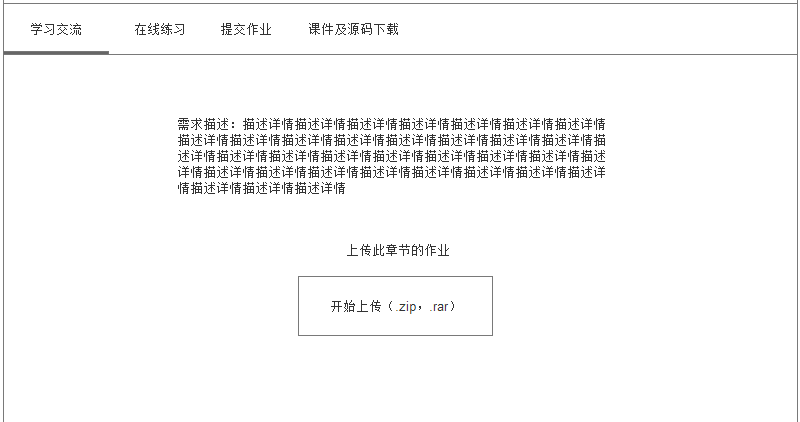 学习交流 在线练习 提交作业 课件及源码下载
需求描述：描述详情描述详情描述详情描述详情描述详情描述详情描述详情
描述详情描述详情描述详情描述详情描述详情描述详情描述详情描述详情描
述详情描述详情描述详情描述详情描述详情描述详情描述详情描述详情描述
详情描述详情描述详情描述详情描述详情描述详情描述详情描述详情描述详
情描述详情描述详情描述详情
上传此章节的作业
开始上传（.zip，.rar）